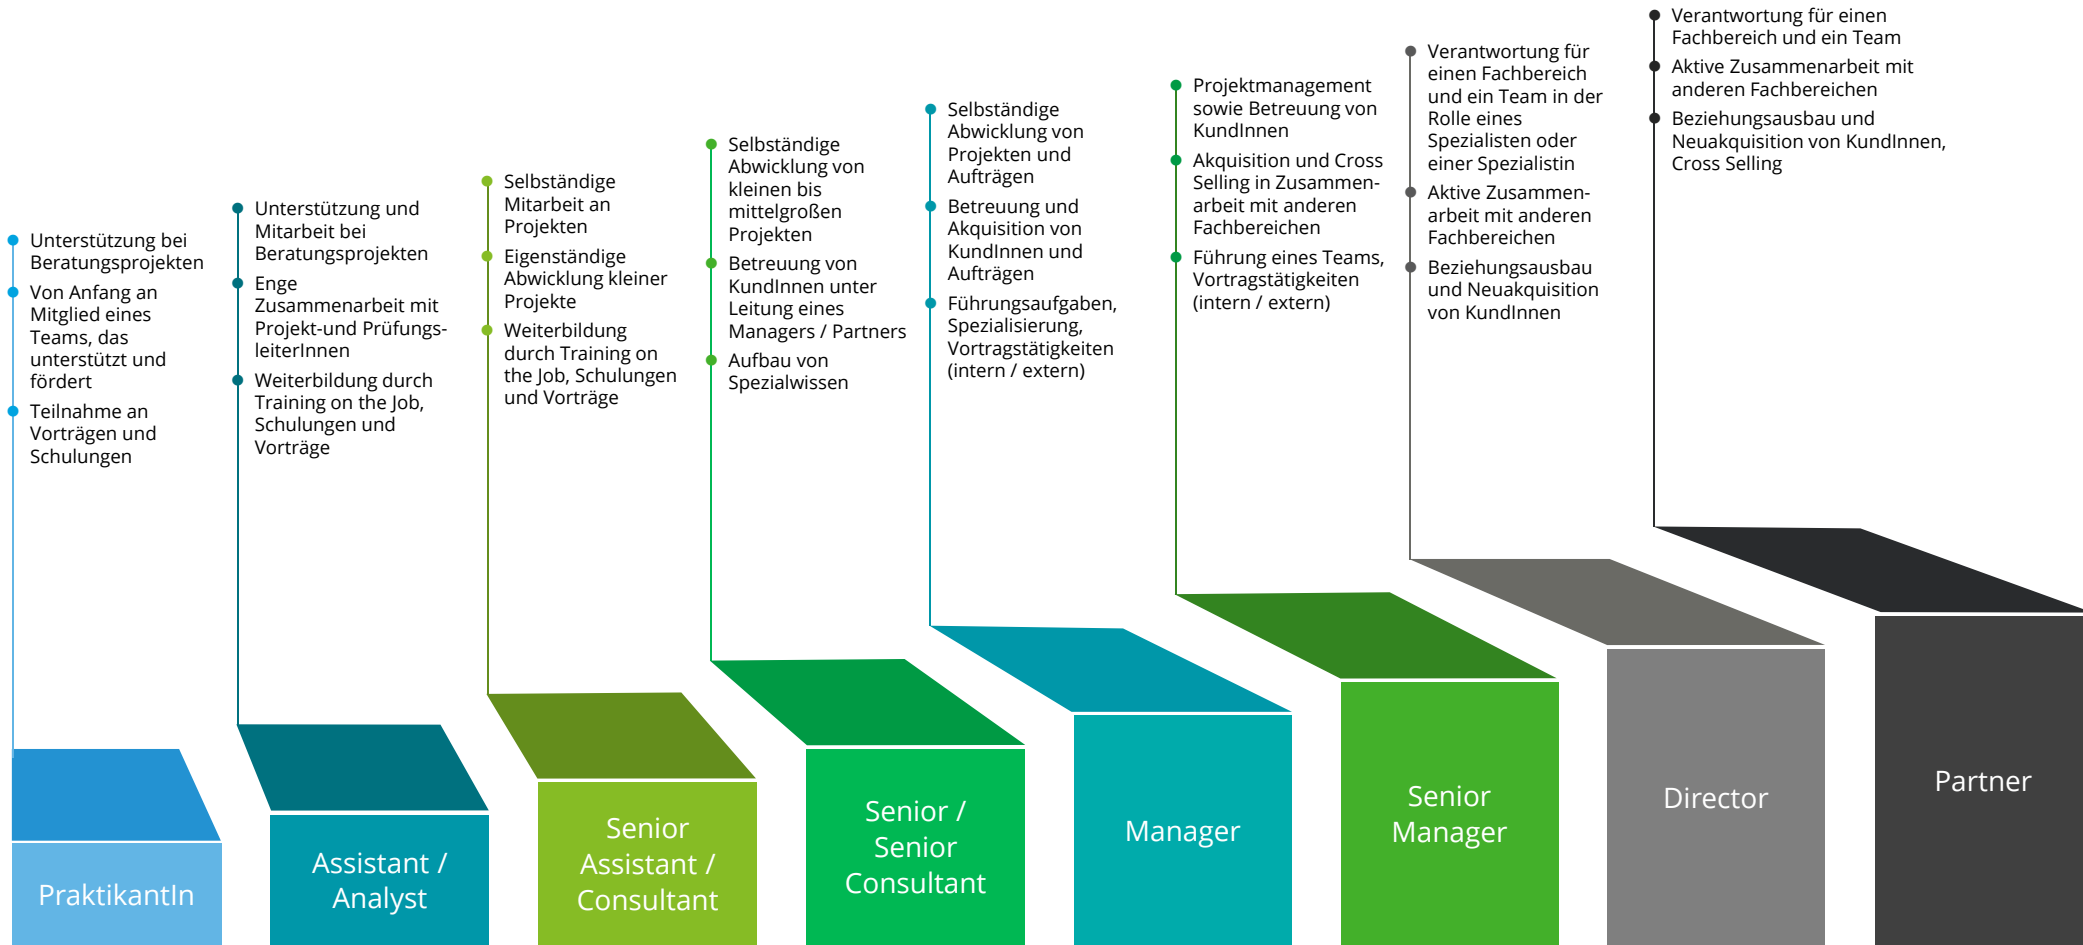 Unterstützung bei
Beratungsprojekten
Von Anfang an
Mitglied eines
Teams, das
unterstützt und
fördert
Teilnahme an
Vorträgen und
Schulungen
PraktikantIn
Unterstützung und
Mitarbeit bei
Beratungsprojekten
Enge
Zusammenarbeit mit
Projekt-und Prüfungs-
leiterInnen
Weiterbildung durch
Training on the Job,
Schulungen und
Vorträge
Assistant /
Analyst
Selbständige
Mitarbeit an
Projekten
Eigenständige
Abwicklung kleiner
Projekte
Weiterbildung
durch Training on
the Job, Schulungen
und Vorträge
Senior
Assistant /
Consultant
Selbständige
Abwicklung von
kleinen bis
mittelgroßen
Projekten
Betreuung von
KundInnen unter
Leitung eines
Managers / Partners
Aufbau von
Spezialwissen
Senior /
Senior
Consultant
Selbständige
Abwicklung von
Projekten und
Aufträgen
Betreuung und
Akquisition von
KundInnen und
Aufträgen
Führungsaufgaben,
Spezialisierung,
Vortragstätigkeiten
(intern / extern)
Manager
Projektmanagement
sowie Betreuung von
KundInnen
Akquisition und Cross
Selling in Zusammen-
arbeit mit anderen
Fachbereichen
Führung eines Teams,
Vortragstätigkeiten
(intern / extern)
Senior
Manager
Verantwortung für
einen Fachbereich
und ein Team in der
Rolle eines
Spezialisten oder
einer Spezialistin
Aktive Zusammen-
arbeit mit anderen
Fachbereichen
Beziehungsausbau
und Neuakquisition
von KundInnen
Director
Verantwortung für einen
Fachbereich und ein Team
Aktive Zusammenarbeit mit
anderen Fachbereichen
Beziehungsausbau und
Neuakquisition von KundInnen,
Cross Selling
Partner